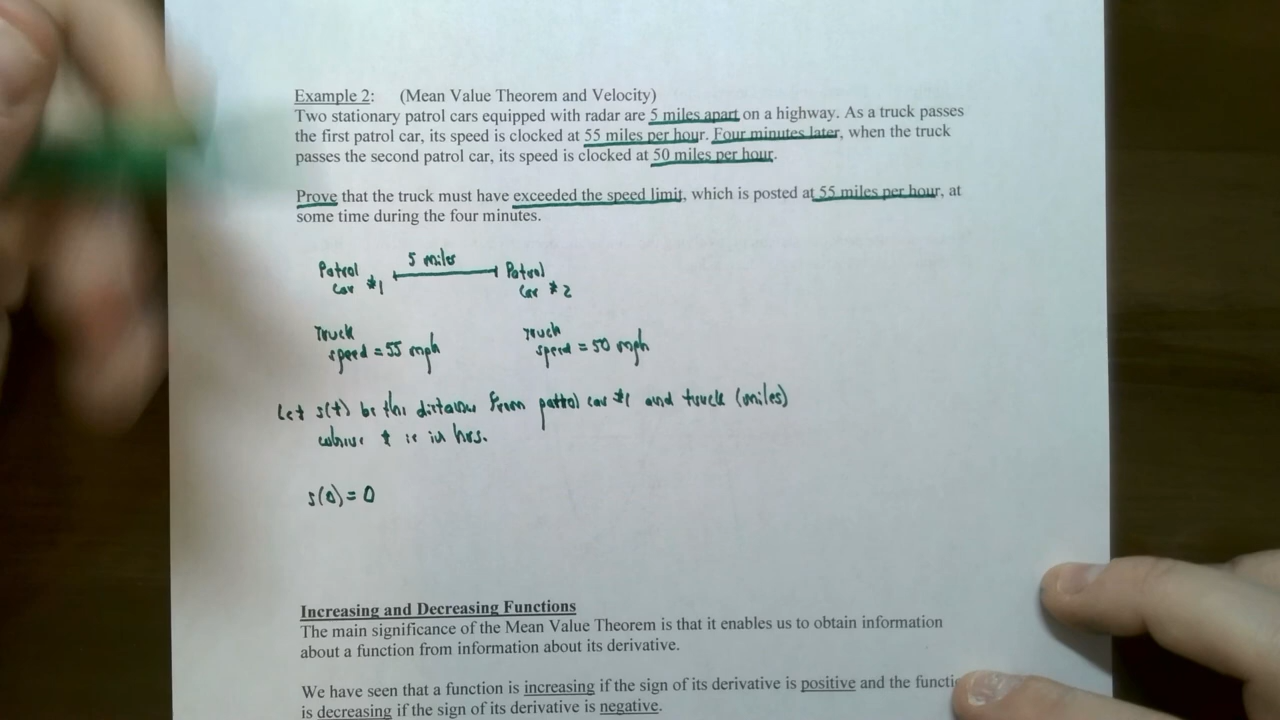 Example 2: (Mean Value Theorem and Velocity)
Two stationary patrol cars equipped with radar are 5 miles apart on a highway. As a truck passes
the first patrol car, its speed is clocked at 55 miles per hour. Four minutes later, when the truck
passes the second patrol car, its speed is clocked at 50 miles per hour.
Prove that the truck must have exceeded the speed limit, which is posted at 55 miles per hour, at
some time during the four minutes.
5 miles
Patrol Patrol
car #1 car #2
Truck Truck
speed = 55 mph speed = 50 mph
Let s(t) be the distance from patrol car #1 and truck (miles)
where t is in hrs.
s(0) = 0
Increasing and Decreasing Functions
The main significance of the Mean Value Theorem is that it enables us to obtain information
about a function from information about its derivative.
We have seen that a function is increasing if the sign of its derivative is positive and the functio
is decreasing if the sign of its derivative is negative.